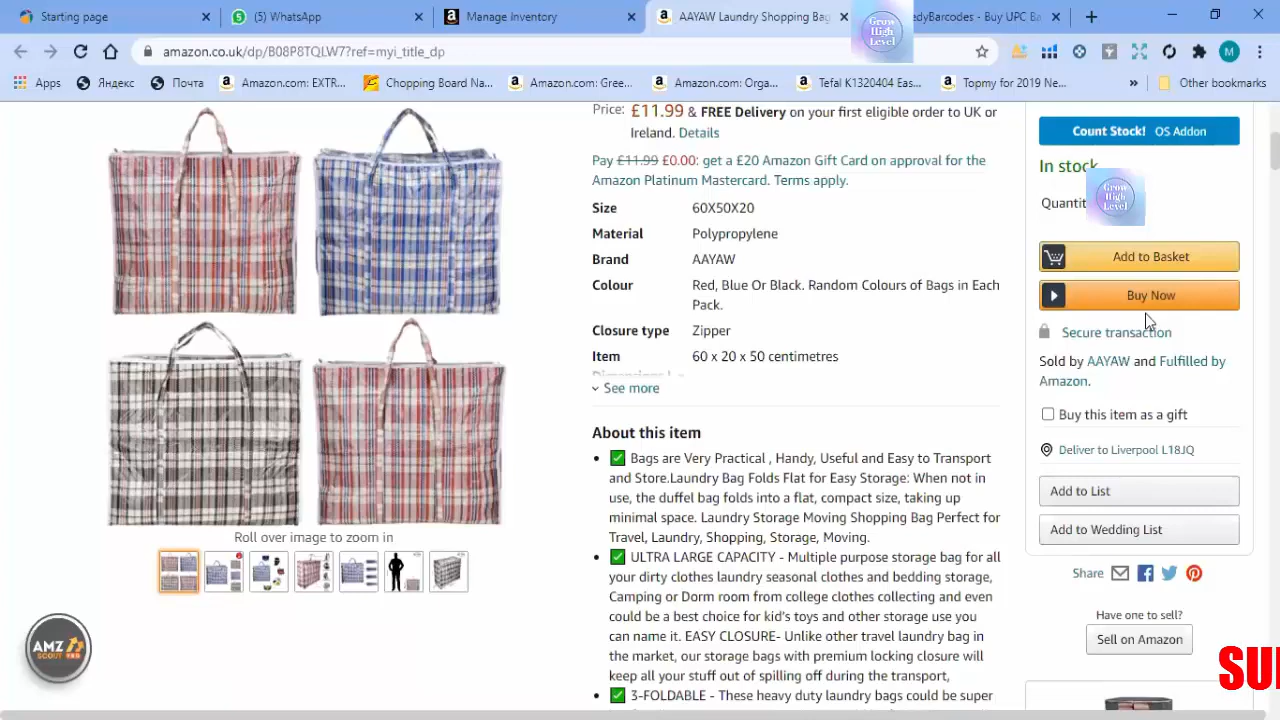 Starting page
(5) WhatsApp
Manage Inventory
AAYAW Laundry Shopping Bag
edyBarcodes - Buy UPC Ba
Grow
High
Level
amazon.co.uk/dp/B08P8TQLW7?ref=myi_title_dp
M
Apps
Яндекс
Почта
Amazon.com: EXTR...
Chopping Board Na...
Amazon.com: Gree...
Amazon.com: Orga...
Tefal K1320404 Eas...
Topmy for 2019 Ne...
»
Other bookmarks
Price: £11.99 & FREE Delivery on your first eligible order to UK or
Ireland. Details
Pay £11.99 £0.00: get a £20 Amazon Gift Card on approval for the
Amazon Platinum Mastercard. Terms apply.
Size 60X50X20
Material Polypropylene
Brand AAYAW
Colour Red, Blue Or Black. Random Colours of Bags in Each
Pack.
Closure type Zipper
Item 60 x 20 x 50 centimetres
See more
About this item
• ✅ Bags are Very Practical , Handy, Useful and Easy to Transport
and Store.Laundry Bag Folds Flat for Easy Storage: When not in
use, the duffel bag folds into a flat, compact size, taking up
minimal space. Laundry Storage Moving Shopping Bag Perfect for
Travel, Laundry, Shopping, Storage, Moving.
• ✅ ULTRA LARGE CAPACITY - Multiple purpose storage bag for all
your dirty clothes laundry seasonal clothes and bedding storage,
Camping or Dorm room from college clothes collecting and even
could be a best choice for kid's toys and other storage use you
can name it. EASY CLOSURE- Unlike other travel laundry bag in
the market, our storage bags with premium locking closure will
keep all your stuff out of spilling off during the transport,
• ✅ 3-FOLDABLE - These heavy duty laundry bags could be super
Roll over image to zoom in
AMZ
SCOUT PRO
Count Stock! OS Addon
In stock
Quantit
Grow
High
Level
Add to Basket
Buy Now
Secure transaction
Sold by AAYAW and Fulfilled by
Amazon.
Buy this item as a gift
Deliver to Liverpool L18JQ
Add to List
Add to Wedding List
Share
Have one to sell?
Sell on Amazon
SU